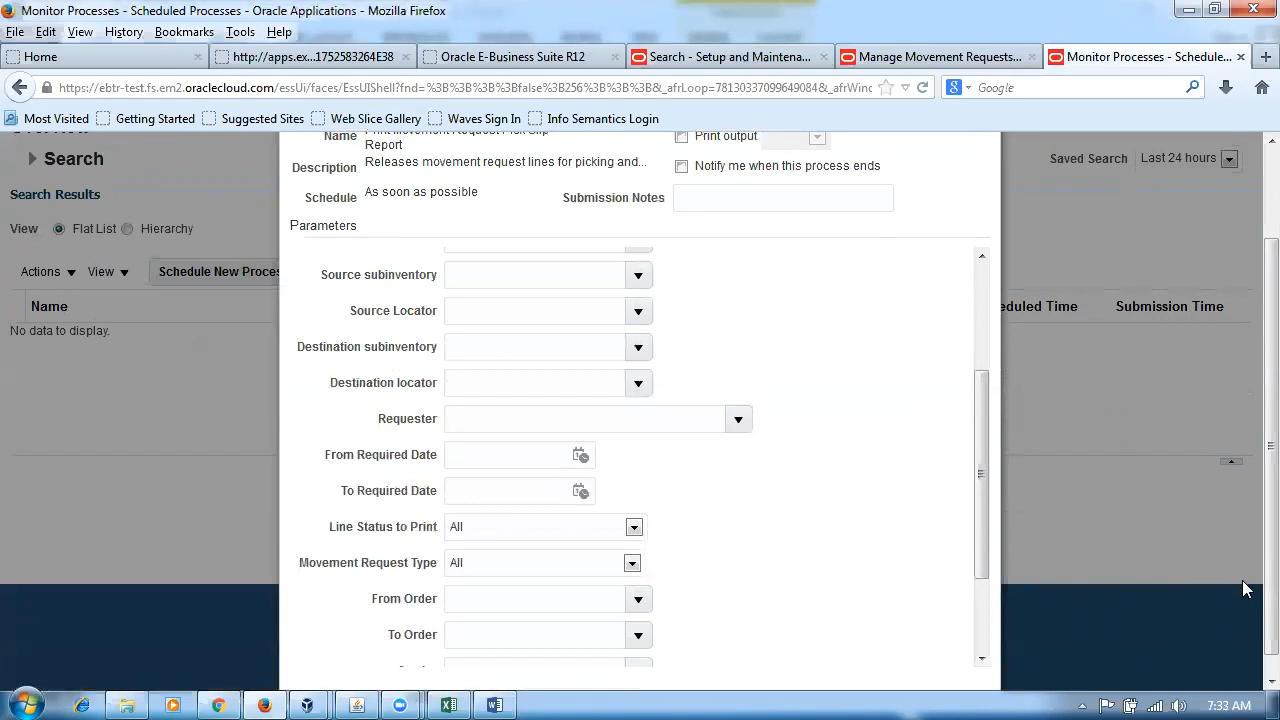 Monitor Processes - Scheduled Processes - Oracle Applications - Mozilla Firefox
File Edit View History Bookmarks Tools Help
Home
http://apps.ex...1752583264E38
Oracle E-Business Suite R12
Search - Setup and Maintena...
Manage Movement Requests...
Monitor Processes - Schedule...
https://ebtr-test.fs.em2.oraclecloud.com/essUi/faces/EssUIShell?fnd=%3B%3B%3B%3Bfalse%3B256%3B%3B%3B&_afrLoop=781303370996490​84&_afrWinc
Google
Most Visited Getting Started Suggested Sites Web Slice Gallery Waves Sign In Info Semantics Only
Search
Saved Search Last 24 hours
Search Results
View Flat List Hierarchy
Actions View Schedule New Proces
Name
No data to display.
eduled Time Submission Time
Name
Report
Print output
Description Releases movement request lines for picking and...
Notify me when this process ends
Schedule As soon as possible
Submission Notes
Parameters
Source subinventory
Source Locator
Destination subinventory
Destination locator
Requester
From Required Date
To Required Date
Line Status to Print All
Movement Request Type All
From Order
To Order
7:33 AM